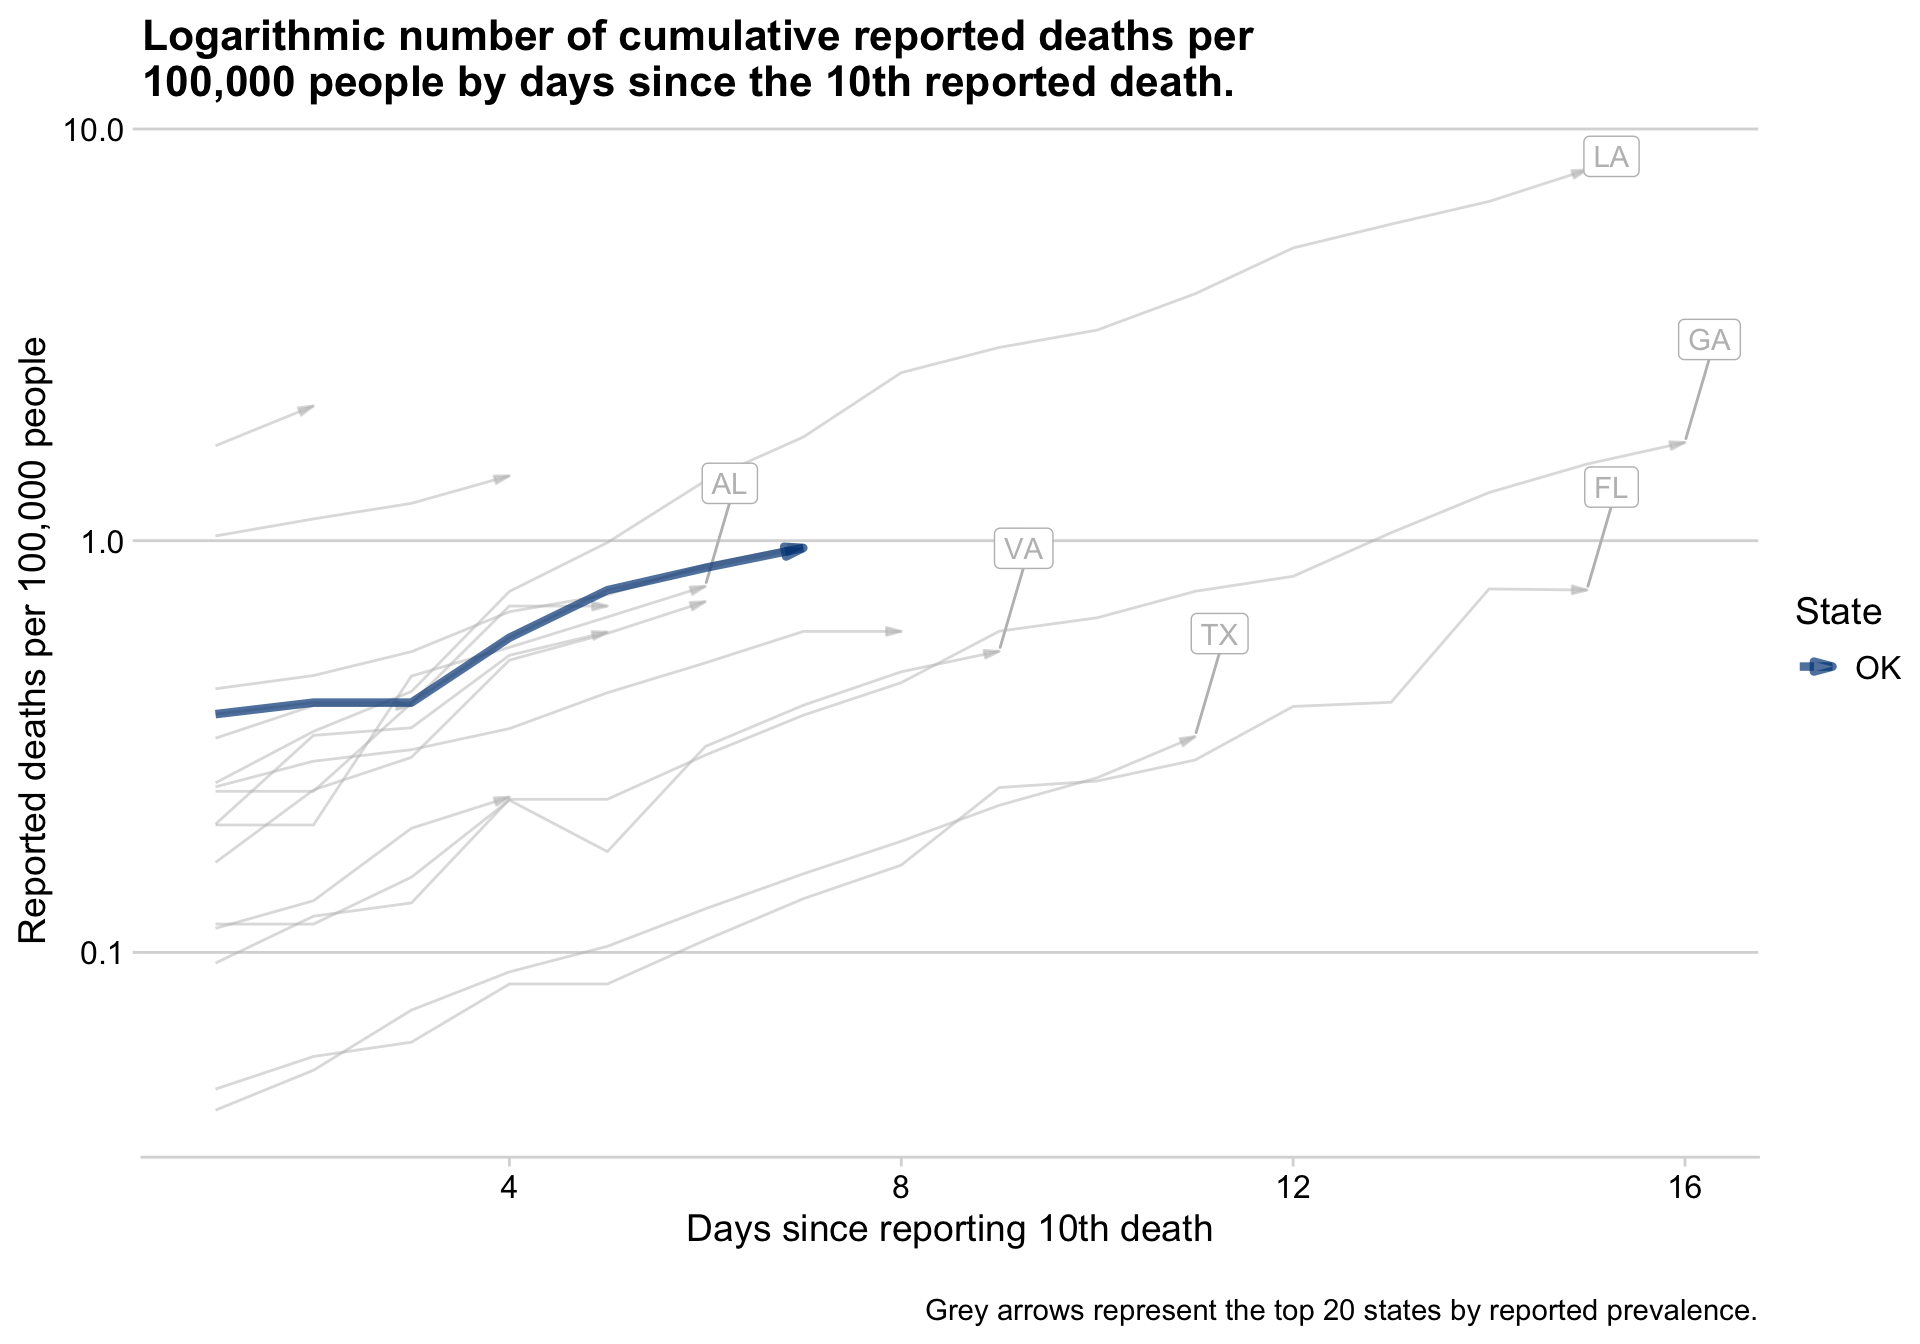 Logarithmic number of cumulative reported deaths per
100,000 people by days since the 10th reported death.
10.0
1.0
0.1
Reported deaths per 100,000 people
LA
GA
AL
FL
VA
TX
State
OK
4
8
12
16
Days since reporting 10th death
Grey arrows represent the top 20 states by reported prevalence.